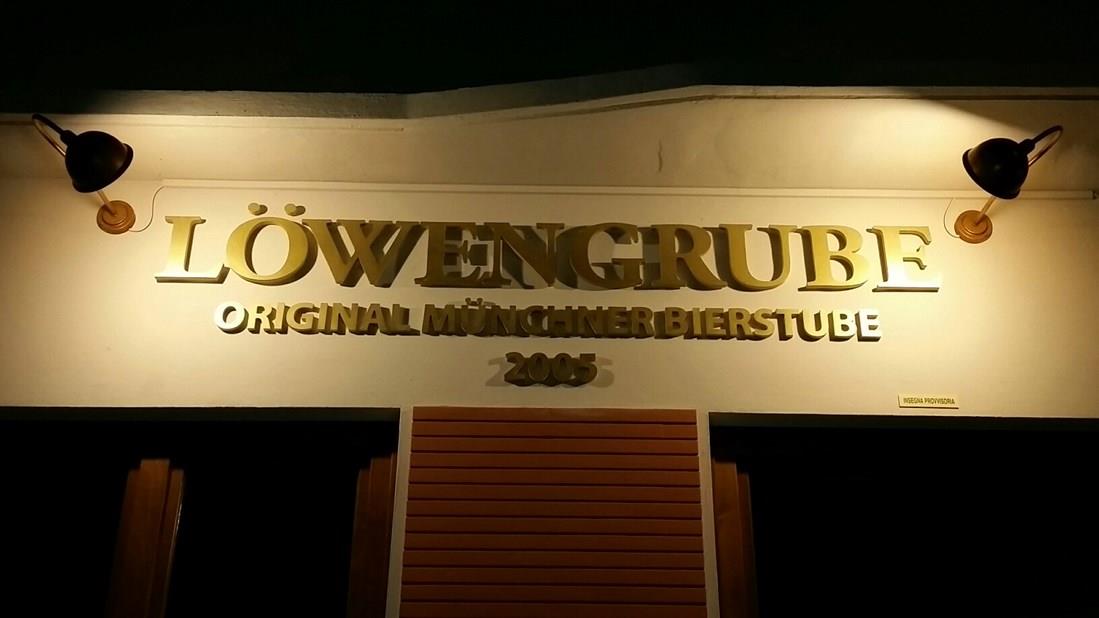 LÖWENGRUBE
ORIGINAL MÜNCHNER BIERSTUBE
2005
INSEGNA PROVVISORIA